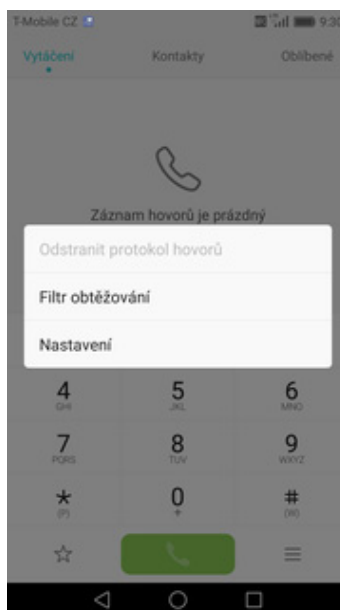 T-Mobile CZ
9:30
Vytáčení
Kontakty
Oblíbené
Záznam hovorů je prázdný
Odstranit protokol hovorů
Filtr obtěžování
Nastavení
4 5 6
GHI JKL MNO
7 8 9
PQRS TUV WXYZ
* 0 #
(P) + (W)